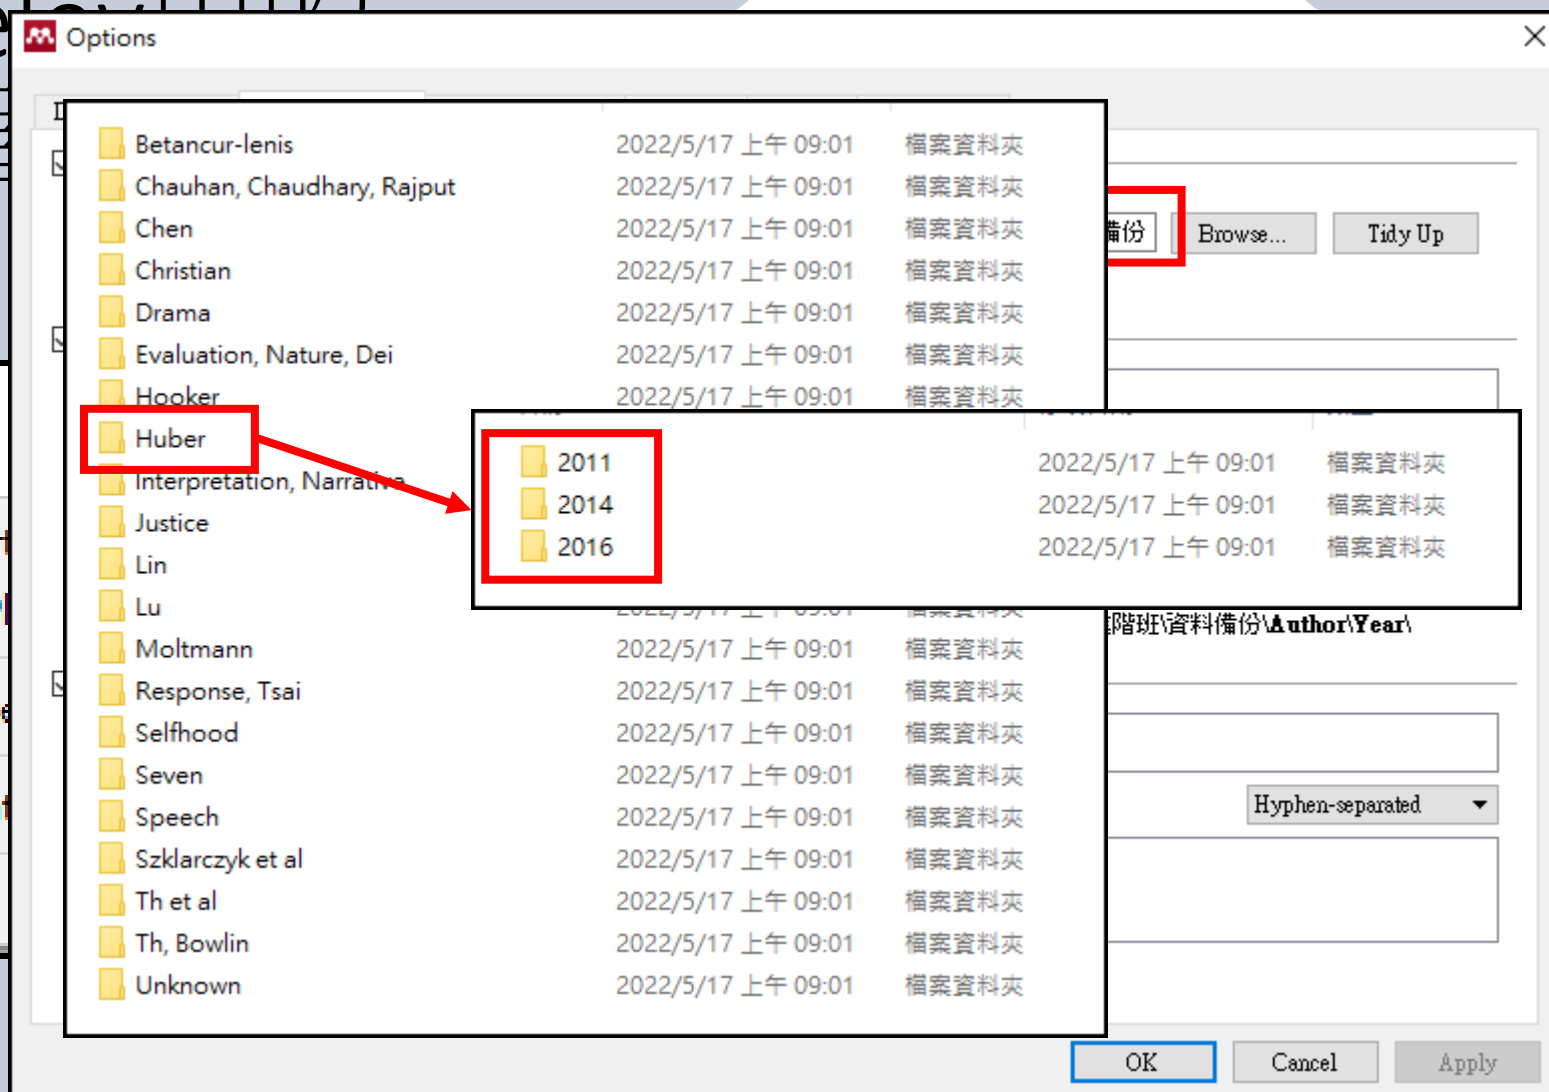 Options
Betancur-lenis 2022/5/17 上午 09:01 檔案資料夾
Chauhan, Chaudhary, Rajput 2022/5/17 上午 09:01 檔案資料夾
Chen 2022/5/17 上午 09:01 檔案資料夾
備份 Browse... Tidy Up
Christian 2022/5/17 上午 09:01 檔案資料夾
Drama 2022/5/17 上午 09:01 檔案資料夾
Evaluation, Nature, Dei 2022/5/17 上午 09:01 檔案資料夾
Hooker 2022/5/17 上午 09:01 檔案資料夾
Huber
Interpretation, Narrative
Justice
Lin
Lu
2011 2022/5/17 上午 09:01 檔案資料夾
2014 2022/5/17 上午 09:01 檔案資料夾
2016 2022/5/17 上午 09:01 檔案資料夾
階班\資料備份\Author\Year\
Moltmann 2022/5/17 上午 09:01 檔案資料夾
Response, Tsai 2022/5/17 上午 09:01 檔案資料夾
Selfhood 2022/5/17 上午 09:01 檔案資料夾
Seven 2022/5/17 上午 09:01 檔案資料夾
Speech 2022/5/17 上午 09:01 檔案資料夾
Hyphen-separated
Szklarczyk et al 2022/5/17 上午 09:01 檔案資料夾
Th et al 2022/5/17 上午 09:01 檔案資料夾
Th, Bowlin 2022/5/17 上午 09:01 檔案資料夾
Unknown 2022/5/17 上午 09:01 檔案資料夾
OK Cancel Apply